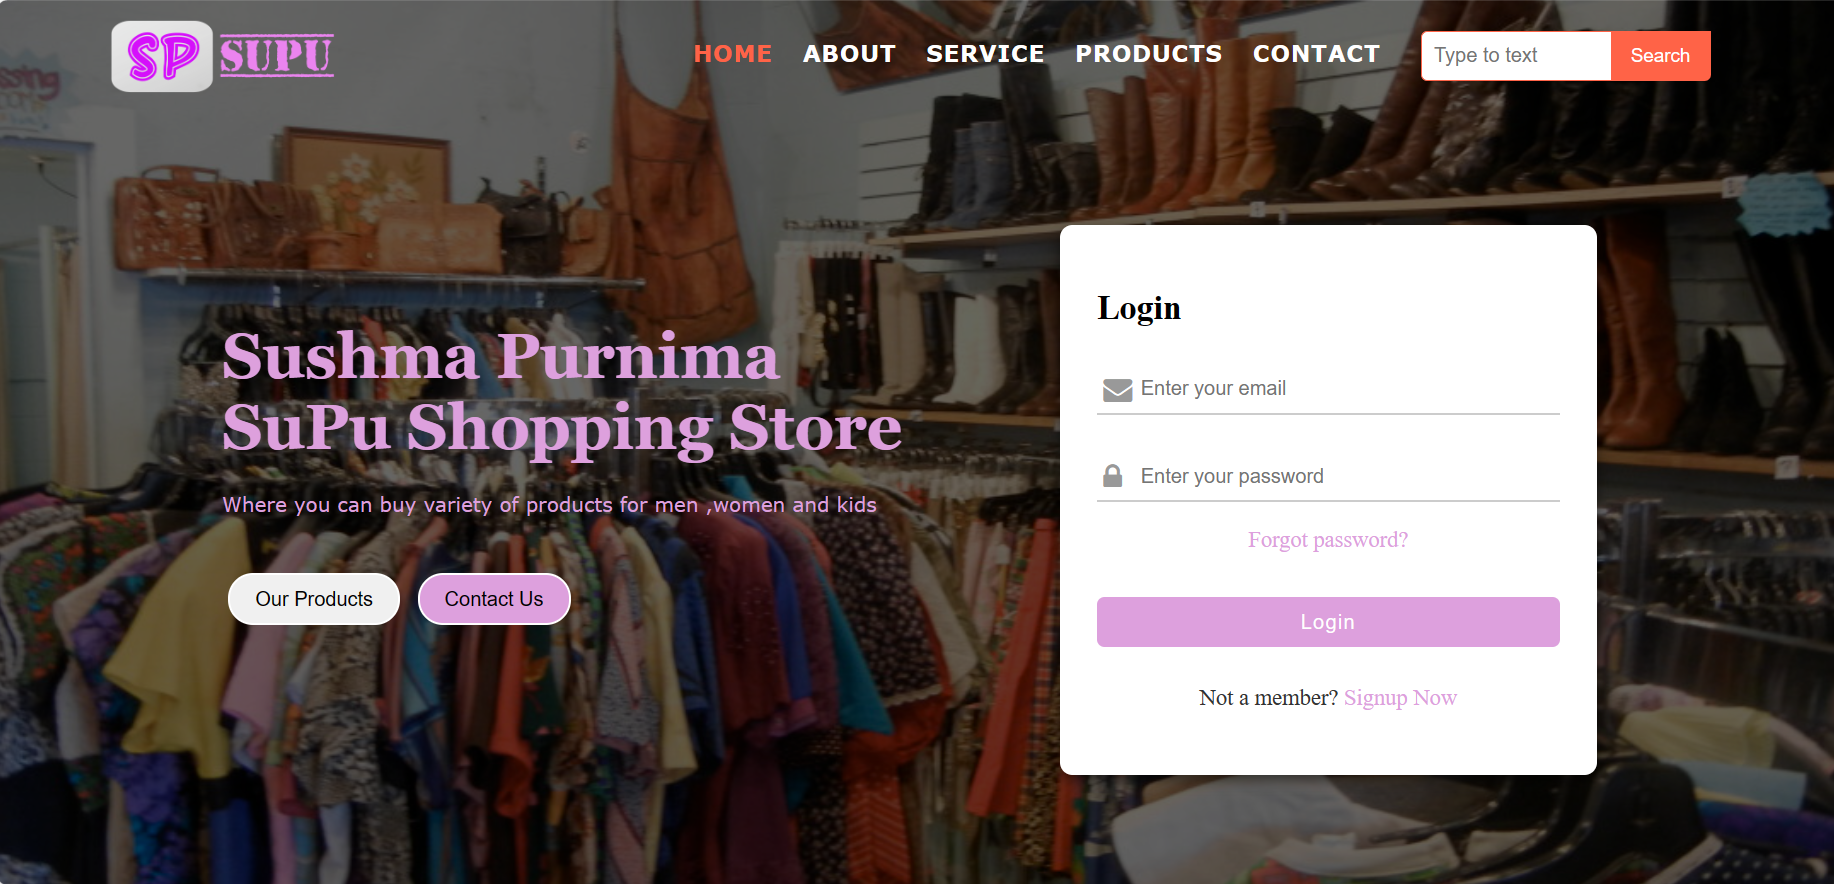 SP SUPU
HOME ABOUT SERVICE PRODUCTS CONTACT
Type to text Search
Sushma Purnima
SuPu Shopping Store
Where you can buy variety of products for men ,women and kids
Our Products Contact Us
Login
Enter your email
Enter your password
Forgot password?
Login
Not a member? Signup Now